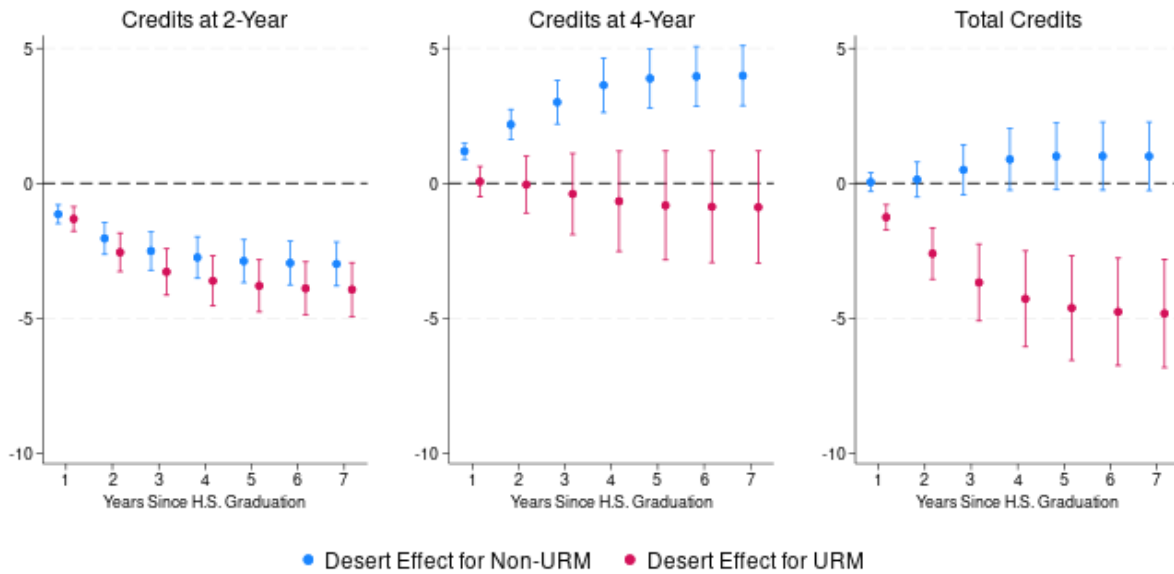 Credits at 2-Year
5
0
-5
-10
1 2 3 4 5 6 7
Years Since H.S. Graduation
Credits at 4-Year
5
0
-5
-10
1 2 3 4 5 6 7
Years Since H.S. Graduation
Total Credits
5
0
-5
-10
1 2 3 4 5 6 7
Years Since H.S. Graduation
Desert Effect for Non-URM
Desert Effect for URM